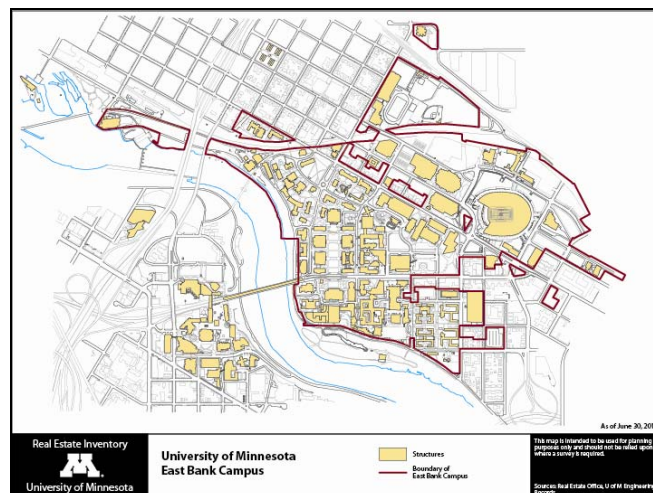 As of June 30, 201
Real Estate Inventory
M
University of Minnesota
University of Minnesota
East Bank Campus
Structures
Boundary of
East Bank Campus
This map is intended to be used for planning
purposes only and should not be relied upon
where a survey is required.
Sources: Real Estate Office, U of M Engineering
Records